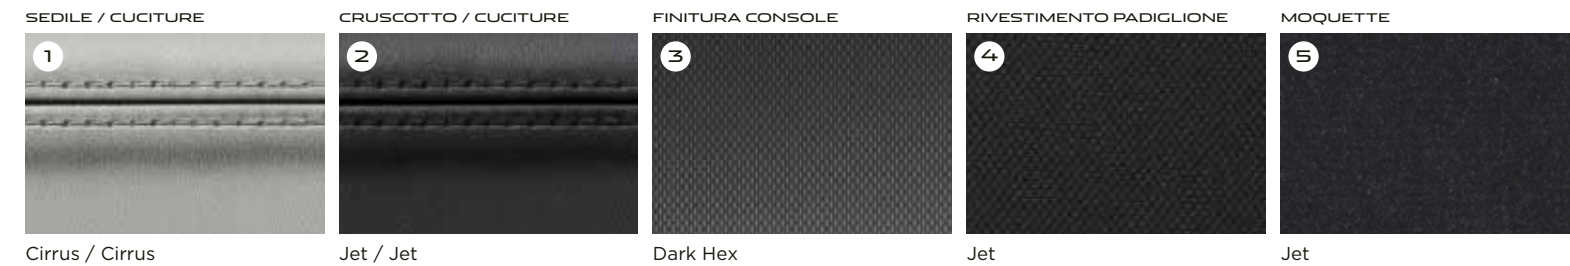 SEDILE / CUCITURE
CRUSCOTTO / CUCITURE
FINITURA CONSOLE
RIVESTIMENTO PADIGLIONE
MOQUETTE
1
2
3
4
5
Cirrus / Cirrus
Jet / Jet
Dark Hex
Jet
Jet